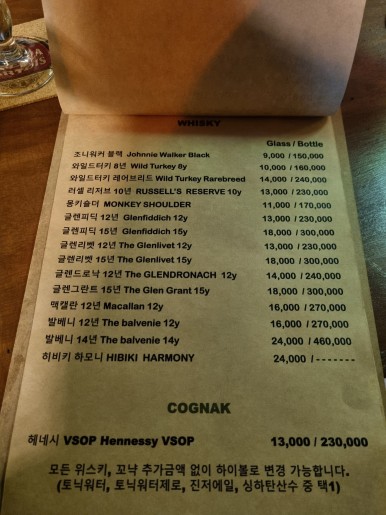 WHISKY
Glass / Bottle
조니워커 블랙 Johnnie Walker Black 9,000 / 150,000
와일드터키 8년 Wild Turkey 8y 10,000 / 160,000
와일드터키 레어브리드 Wild Turkey Rarebreed 14,000 / 240,000
러셀 리저브 10년 RUSSELL'S RESERVE 10y 13,000 / 230,000
몽키숄더 MONKEY SHOULDER 11,000 / 170,000
글렌피딕 12년 Glenfiddich 12y 13,000 / 230,000
글렌피딕 15년 Glenfiddich 15y 18,000 / 300,000
글렌리벳 12년 The Glenlivet 12y 13,000 / 230,000
글렌리벳 15년 The Glenlivet 15y 18,000 / 300,000
글렌드로낙 12년 The GLENDRONACH 12y 14,000 / 240,000
글렌그란트 15년 The Glen Grant 15y 18,000 / 300,000
맥캘란 12년 Macallan 12y 16,000 / 270,000
발베니 12년 The balvenie 12y 16,000 / 270,000
발베니 14년 The balvenie 14y 24,000 / 460,000
히비키 하모니 HIBIKI HARMONY 24,000 / -------
COGNAK
헤네시 VSOP Hennessy VSOP 13,000 / 230,000
모든 위스키, 꼬냑 추가금액 없이 하이볼로 변경 가능합니다.
(토닉워터, 토닉워터제로, 진저에일, 싱하탄산수 중 택1)